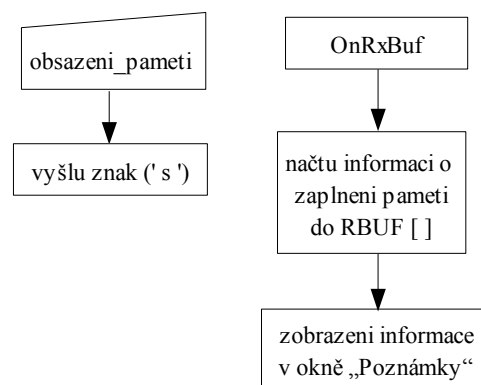 obsazeni_pameti
vyšlu znak (' s ')
OnRxBuf
načtu informaci o
zaplneni pameti
do RBUF [ ]
zobrazeni informace
v okně „Poznámky“